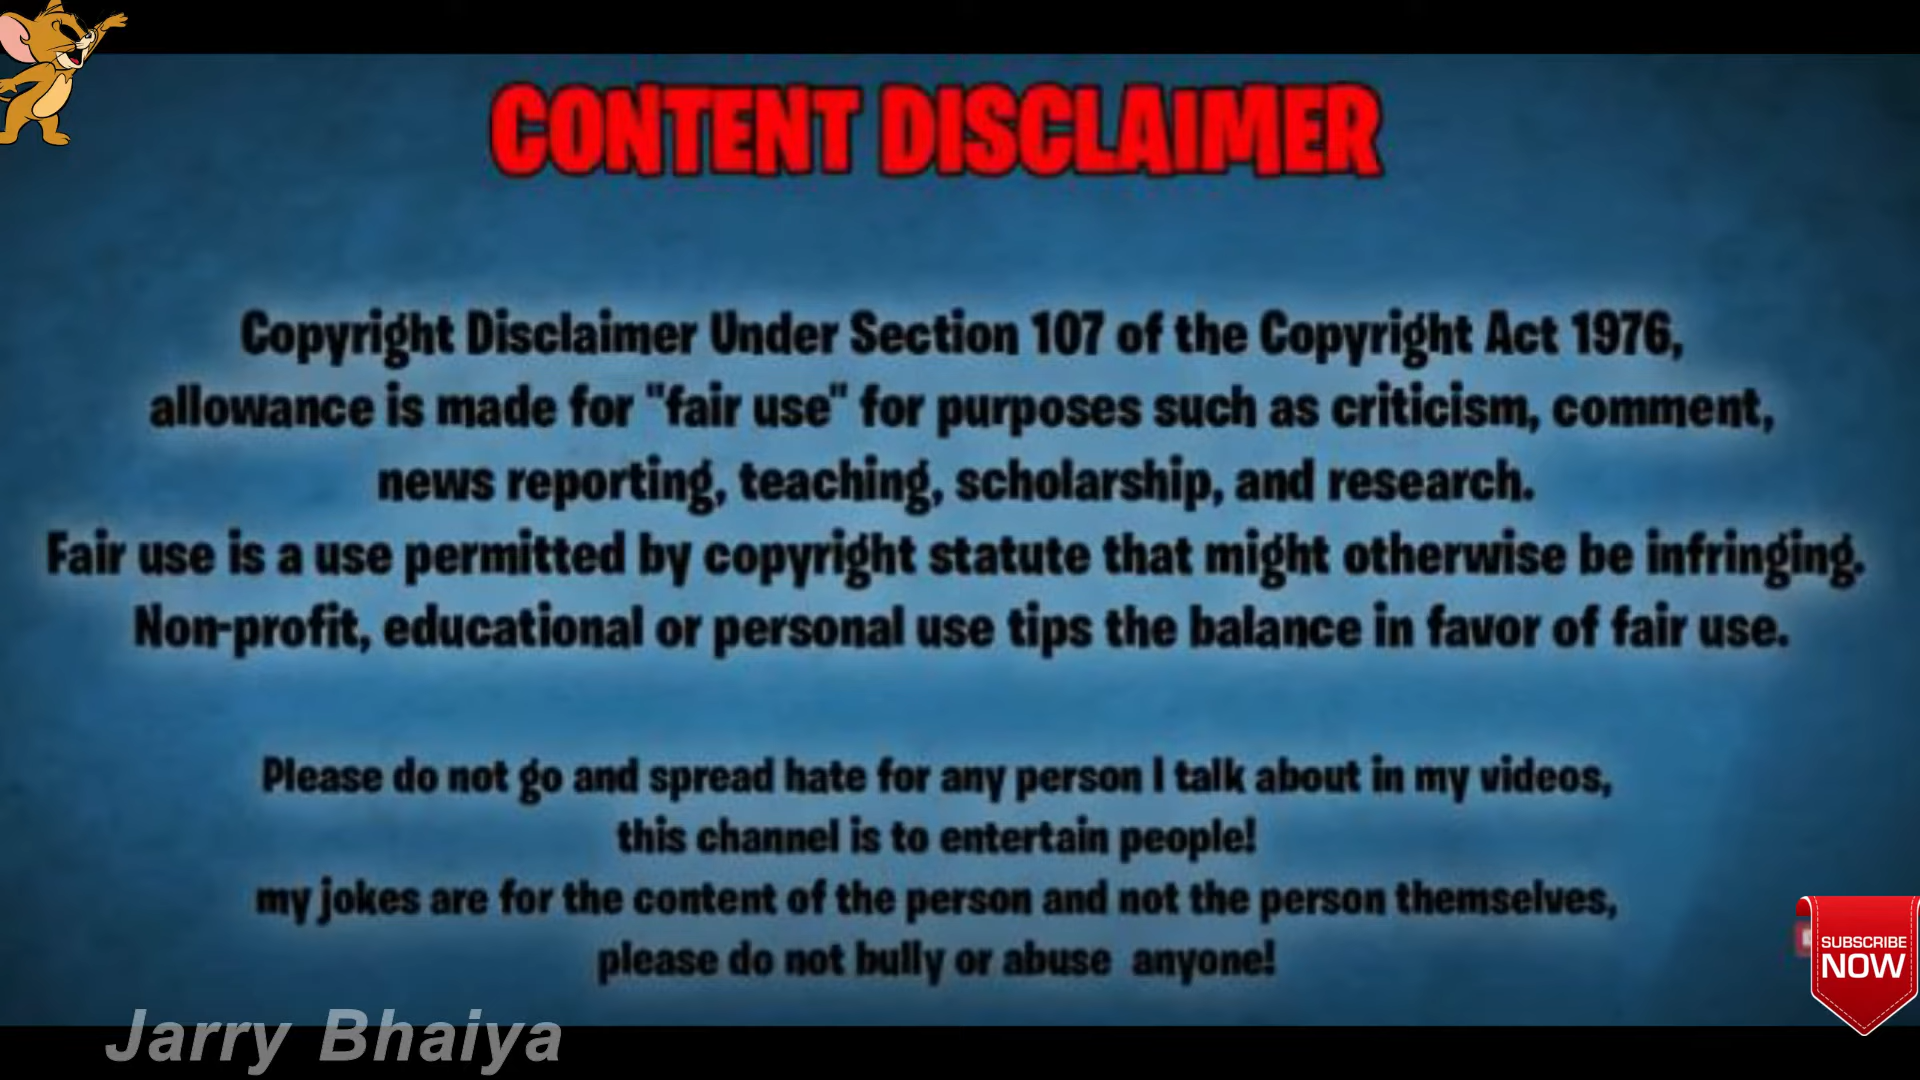 CONTENT DISCLAIMER
Copyright Disclaimer Under Section 107 of the Copyright Act 1976,
allowance is made for "fair use" for purposes such as criticism, comment,
news reporting, teaching, scholarship, and research.
Fair use is a use permitted by copyright statute that might otherwise be infringing.
Non-profit, educational or personal use tips the balance in favor of fair use.
Please do not go and spread hate for any person I talk about in my videos,
this channel is to entertain people!
my jokes are for the content of the person and not the person themselves,
please do not bully or abuse anyone!
SUBSCRIBE
NOW
Jarry Bhaiya